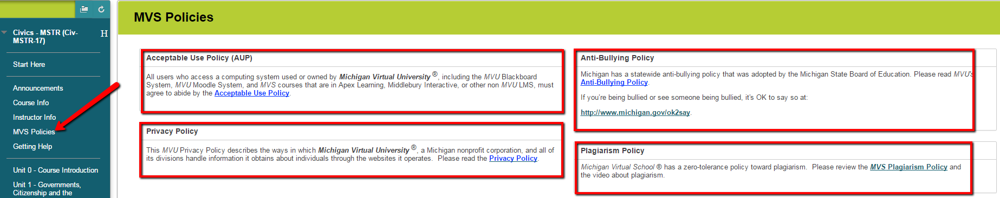 Civics - MSTR (Civ-
MSTR-17)
H
Start Here
Announcements
Course Info
Instructor Info
MVS Policies
Getting Help
Unit 0 - Course Introduction
Unit 1 - Governments,
Citizenship and the
MVS Policies
Acceptable Use Policy (AUP)
All users who access a computing system used or owned by Michigan Virtual University ®, including the MVU Blackboard
System, MVU Moodle System, and MVS courses that are in Apex Learning, Middlebury Interactive, or other non MVU LMS, must
agree to abide by the Acceptable Use Policy.
Privacy Policy
This MVU Privacy Policy describes the ways in which Michigan Virtual University ®, a Michigan nonprofit corporation, and all of
its divisions handle information it obtains about individuals through the websites it operates.  Please read the Privacy Policy.
Anti-Bullying Policy
Michigan has a statewide anti-bullying policy that was adopted by the Michigan State Board of Education. Please read MVU's
Anti-Bullying Policy.
If you're being bullied or see someone being bullied, it's OK to say so at:
http://www.michigan.gov/ok2say.
Plagiarism Policy
Michigan Virtual School ® has a zero-tolerance policy toward plagiarism.  Please review the MVS Plagiarism Policy and
the video about plagiarism.